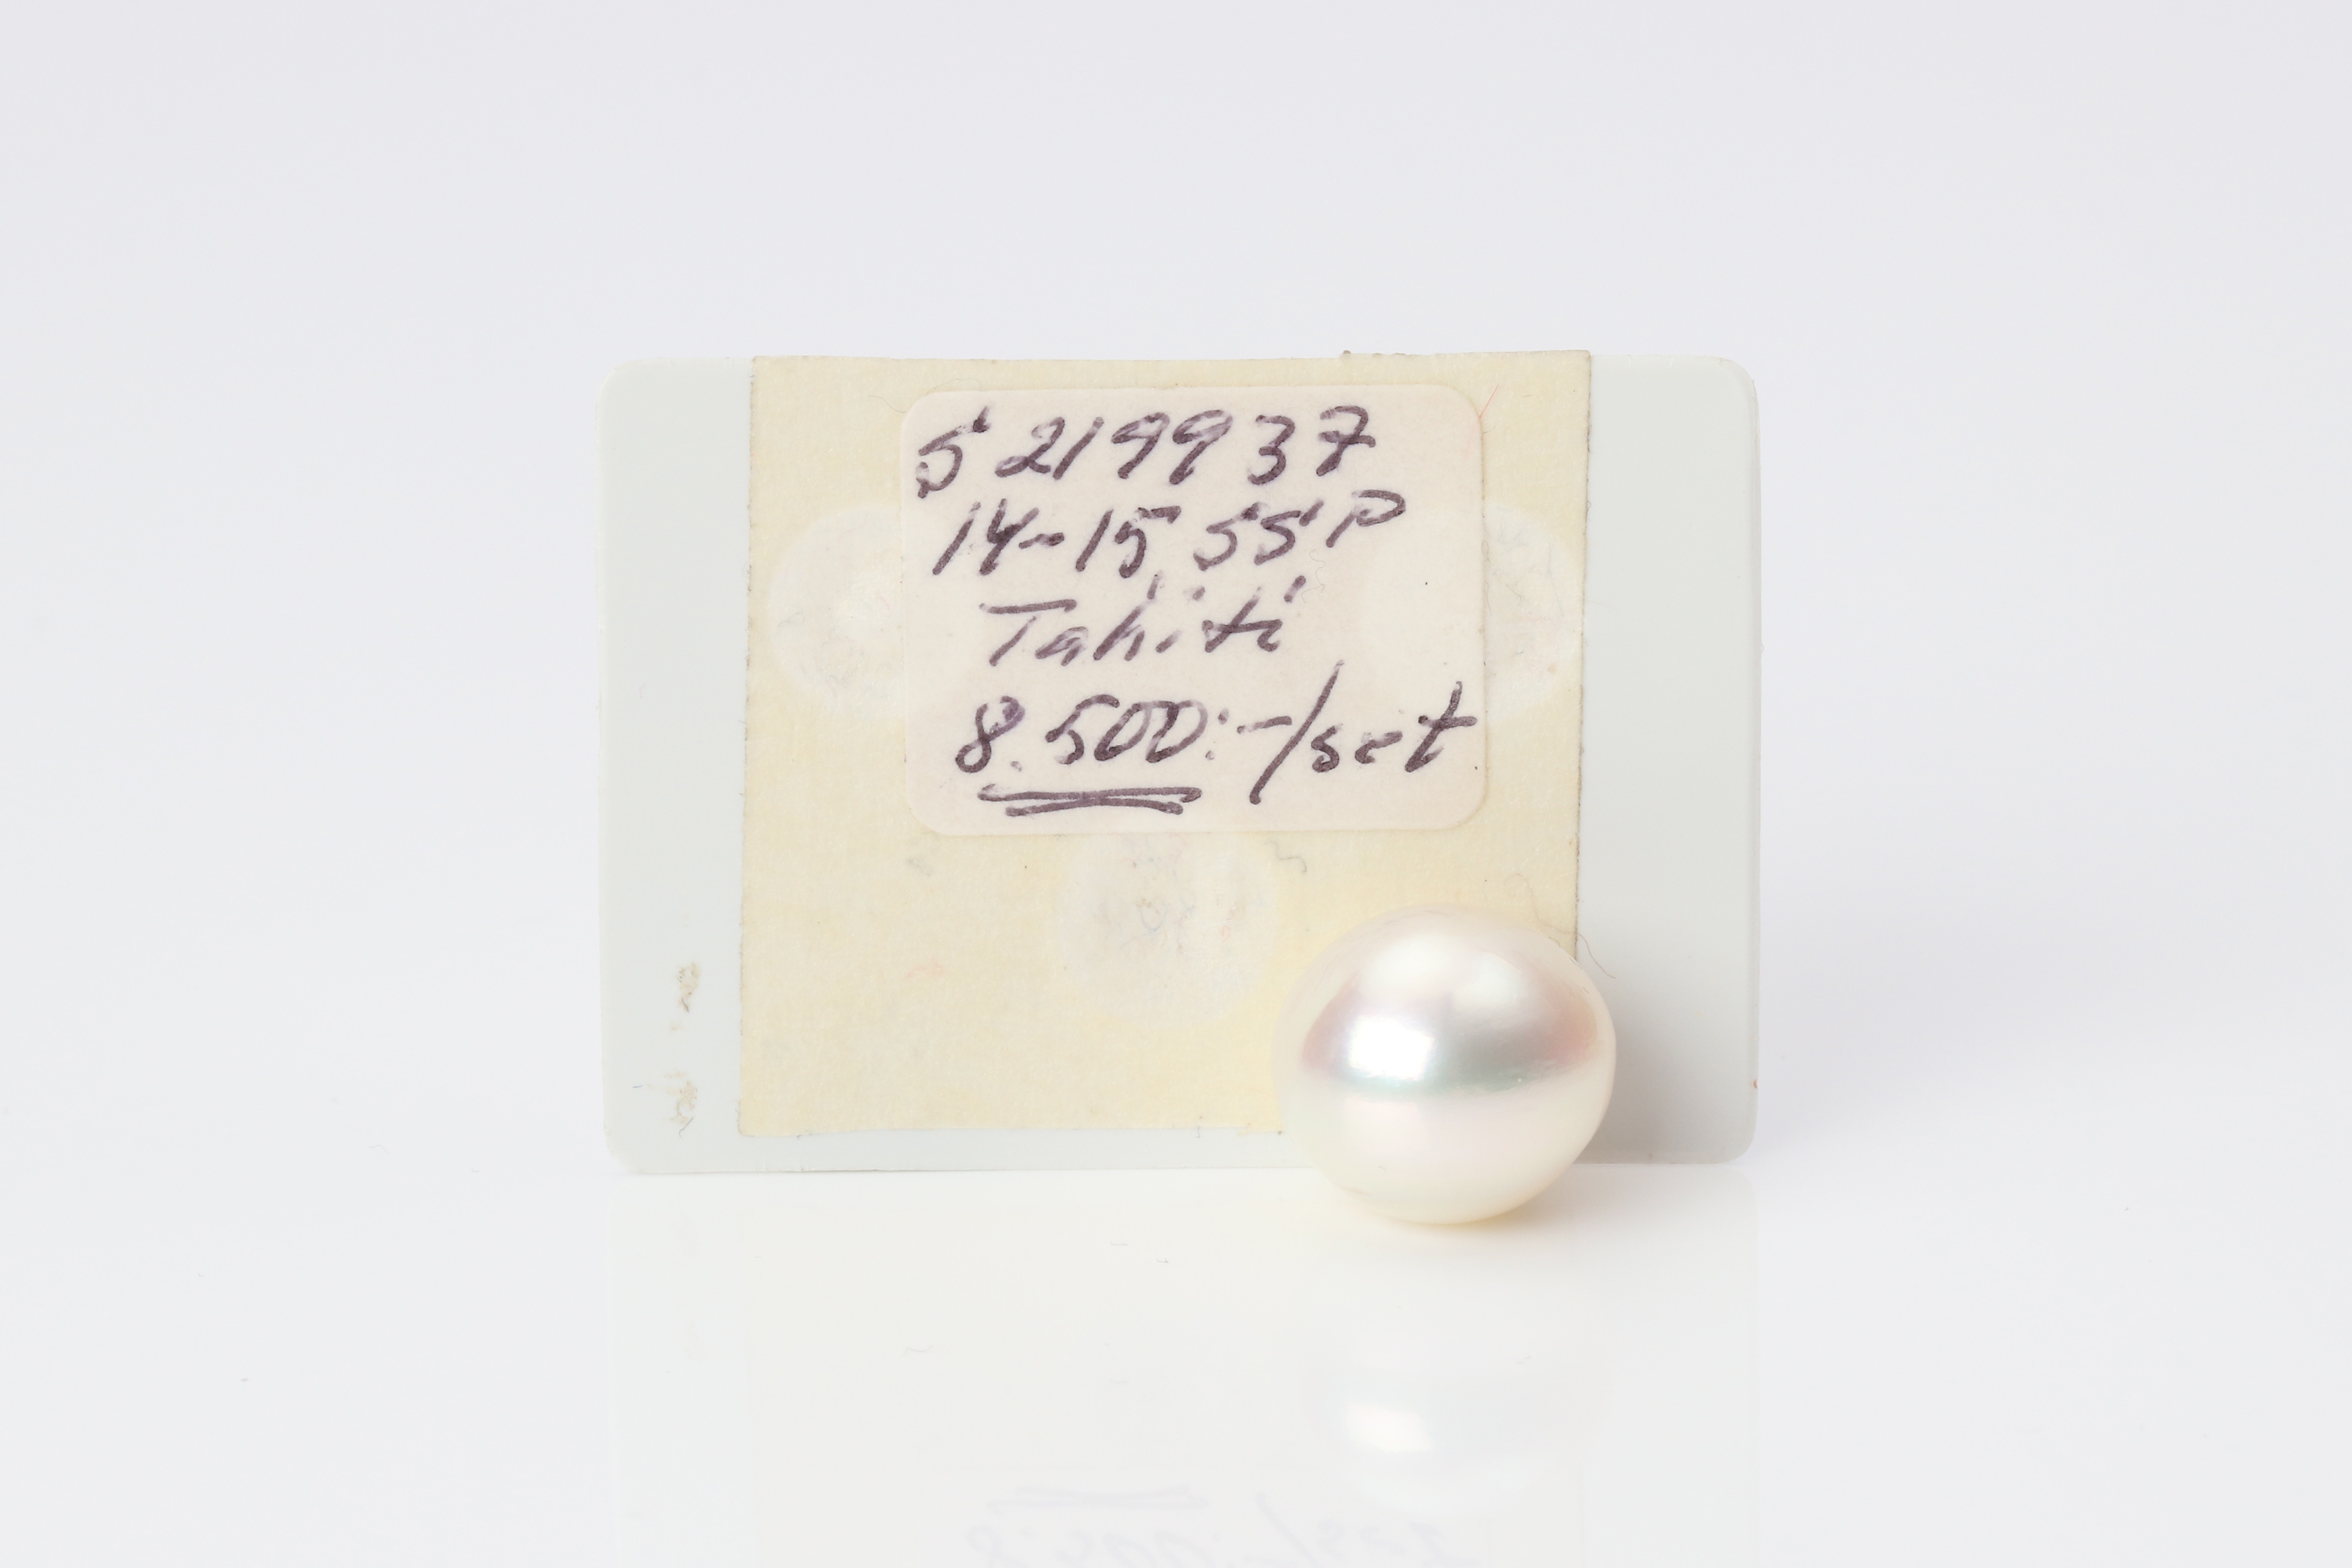 S 219937
14-15 SSP
Tahiti
8.500:-/set